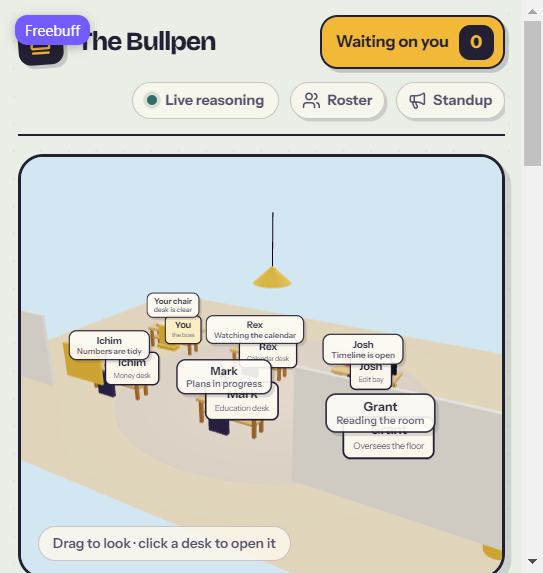 Freebuff
The Bullpen
Waiting on you 0
Live reasoning
Roster
Standup
Your chair
desk is clear
You
the boss
Rex
Watching the calendar
Rex
Calendar desk
Ichim
Numbers are tidy
Ichim
Money desk
Josh
Timeline is open
Josh
Edit bay
Mark
Plans in progress
Mark
Education desk
Grant
Reading the room
Oversees the floor
Drag to look · click a desk to open it